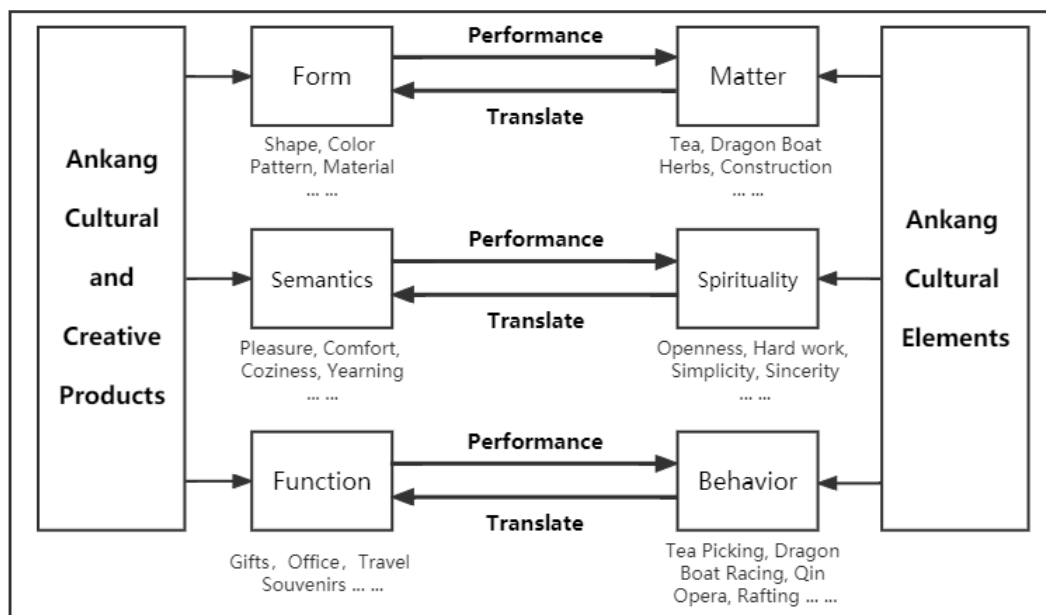 Ankang
Cultural
and
Creative
Products
Form
Shape, Color
Pattern, Material
... ...
Performance
Translate
Matter
Tea, Dragon Boat
Herbs, Construction
... ...
Semantics
Pleasure, Comfort,
Coziness, Yearning
... ...
Performance
Translate
Spirituality
Openness, Hard work,
Simplicity, Sincerity
... ...
Function
Gifts, Office, Travel
Souvenirs ... ...
Performance
Translate
Behavior
Tea Picking, Dragon
Boat Racing, Qin
Opera, Rafting ... ...
Ankang
Cultural
Elements